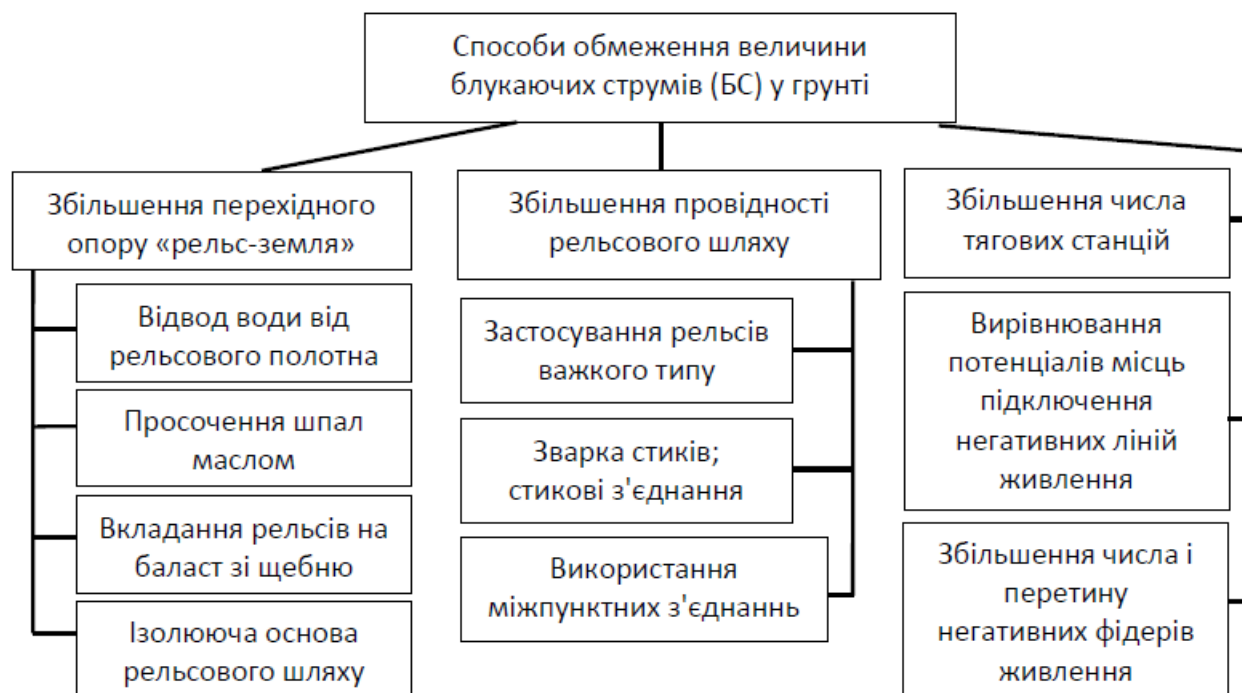 Способи обмеження величини
блукаючих струмів (БС) у грунті
Збільшення перехідного
опору «рельс-земля»
Відвод води від
рельсового полотна
Просочення шпал
маслом
Вкладання рельсів на
баласт зі щебню
Ізолююча основа
рельсового шляху
Збільшення провідності
рельсового шляху
Застосування рельсів
важкого типу
Зварка стиків;
стикові з'єднання
Використання
міжпунктних з'єднаннь
Збільшення числа
тягових станцій
Вирівнювання
потенціалів місць
підключення
негативних ліній
живлення
Збільшення числа і
перетину
негативних фідерів
живлення